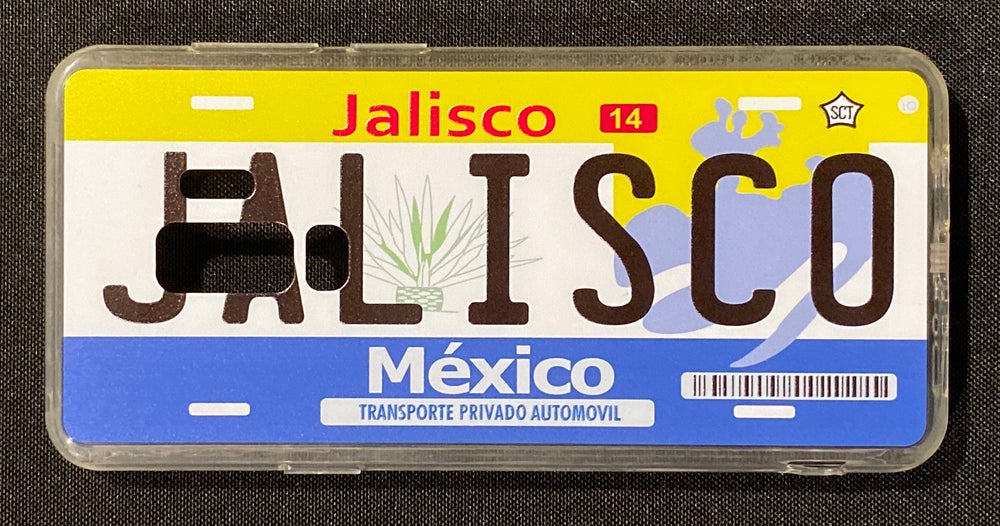 Jalisco 14 SCT
JALISCO
México
TRANSPORTE PRIVADO AUTOMOVIL